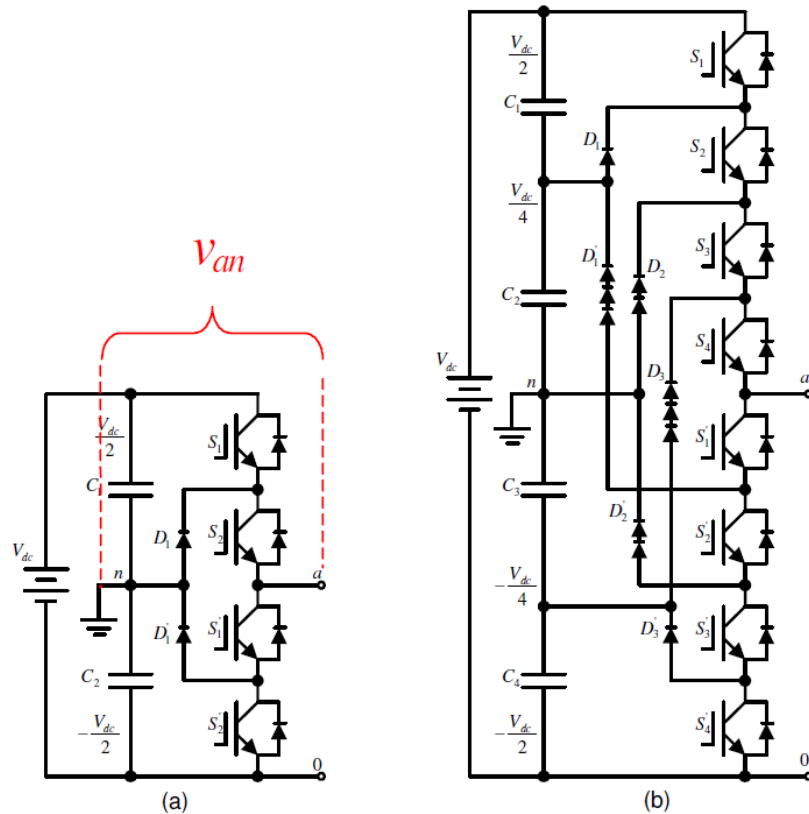 v_an
V_dc
V_dc/2
C
n
C_2
-V_dc/2
D_1
D_1'
S_1
S_2
S_1'
S_2'
a
0
(a)
V_dc
V_dc/2
C_1
V_dc/4
C_2
n
C_3
-V_dc/4
C_4
-V_dc/2
D_1
D_1'
D_2
D_3
D_2'
D_3'
S_1
S_2
S_3
S_4
S_1'
S_2'
S_3'
S_4'
a
0
(b)